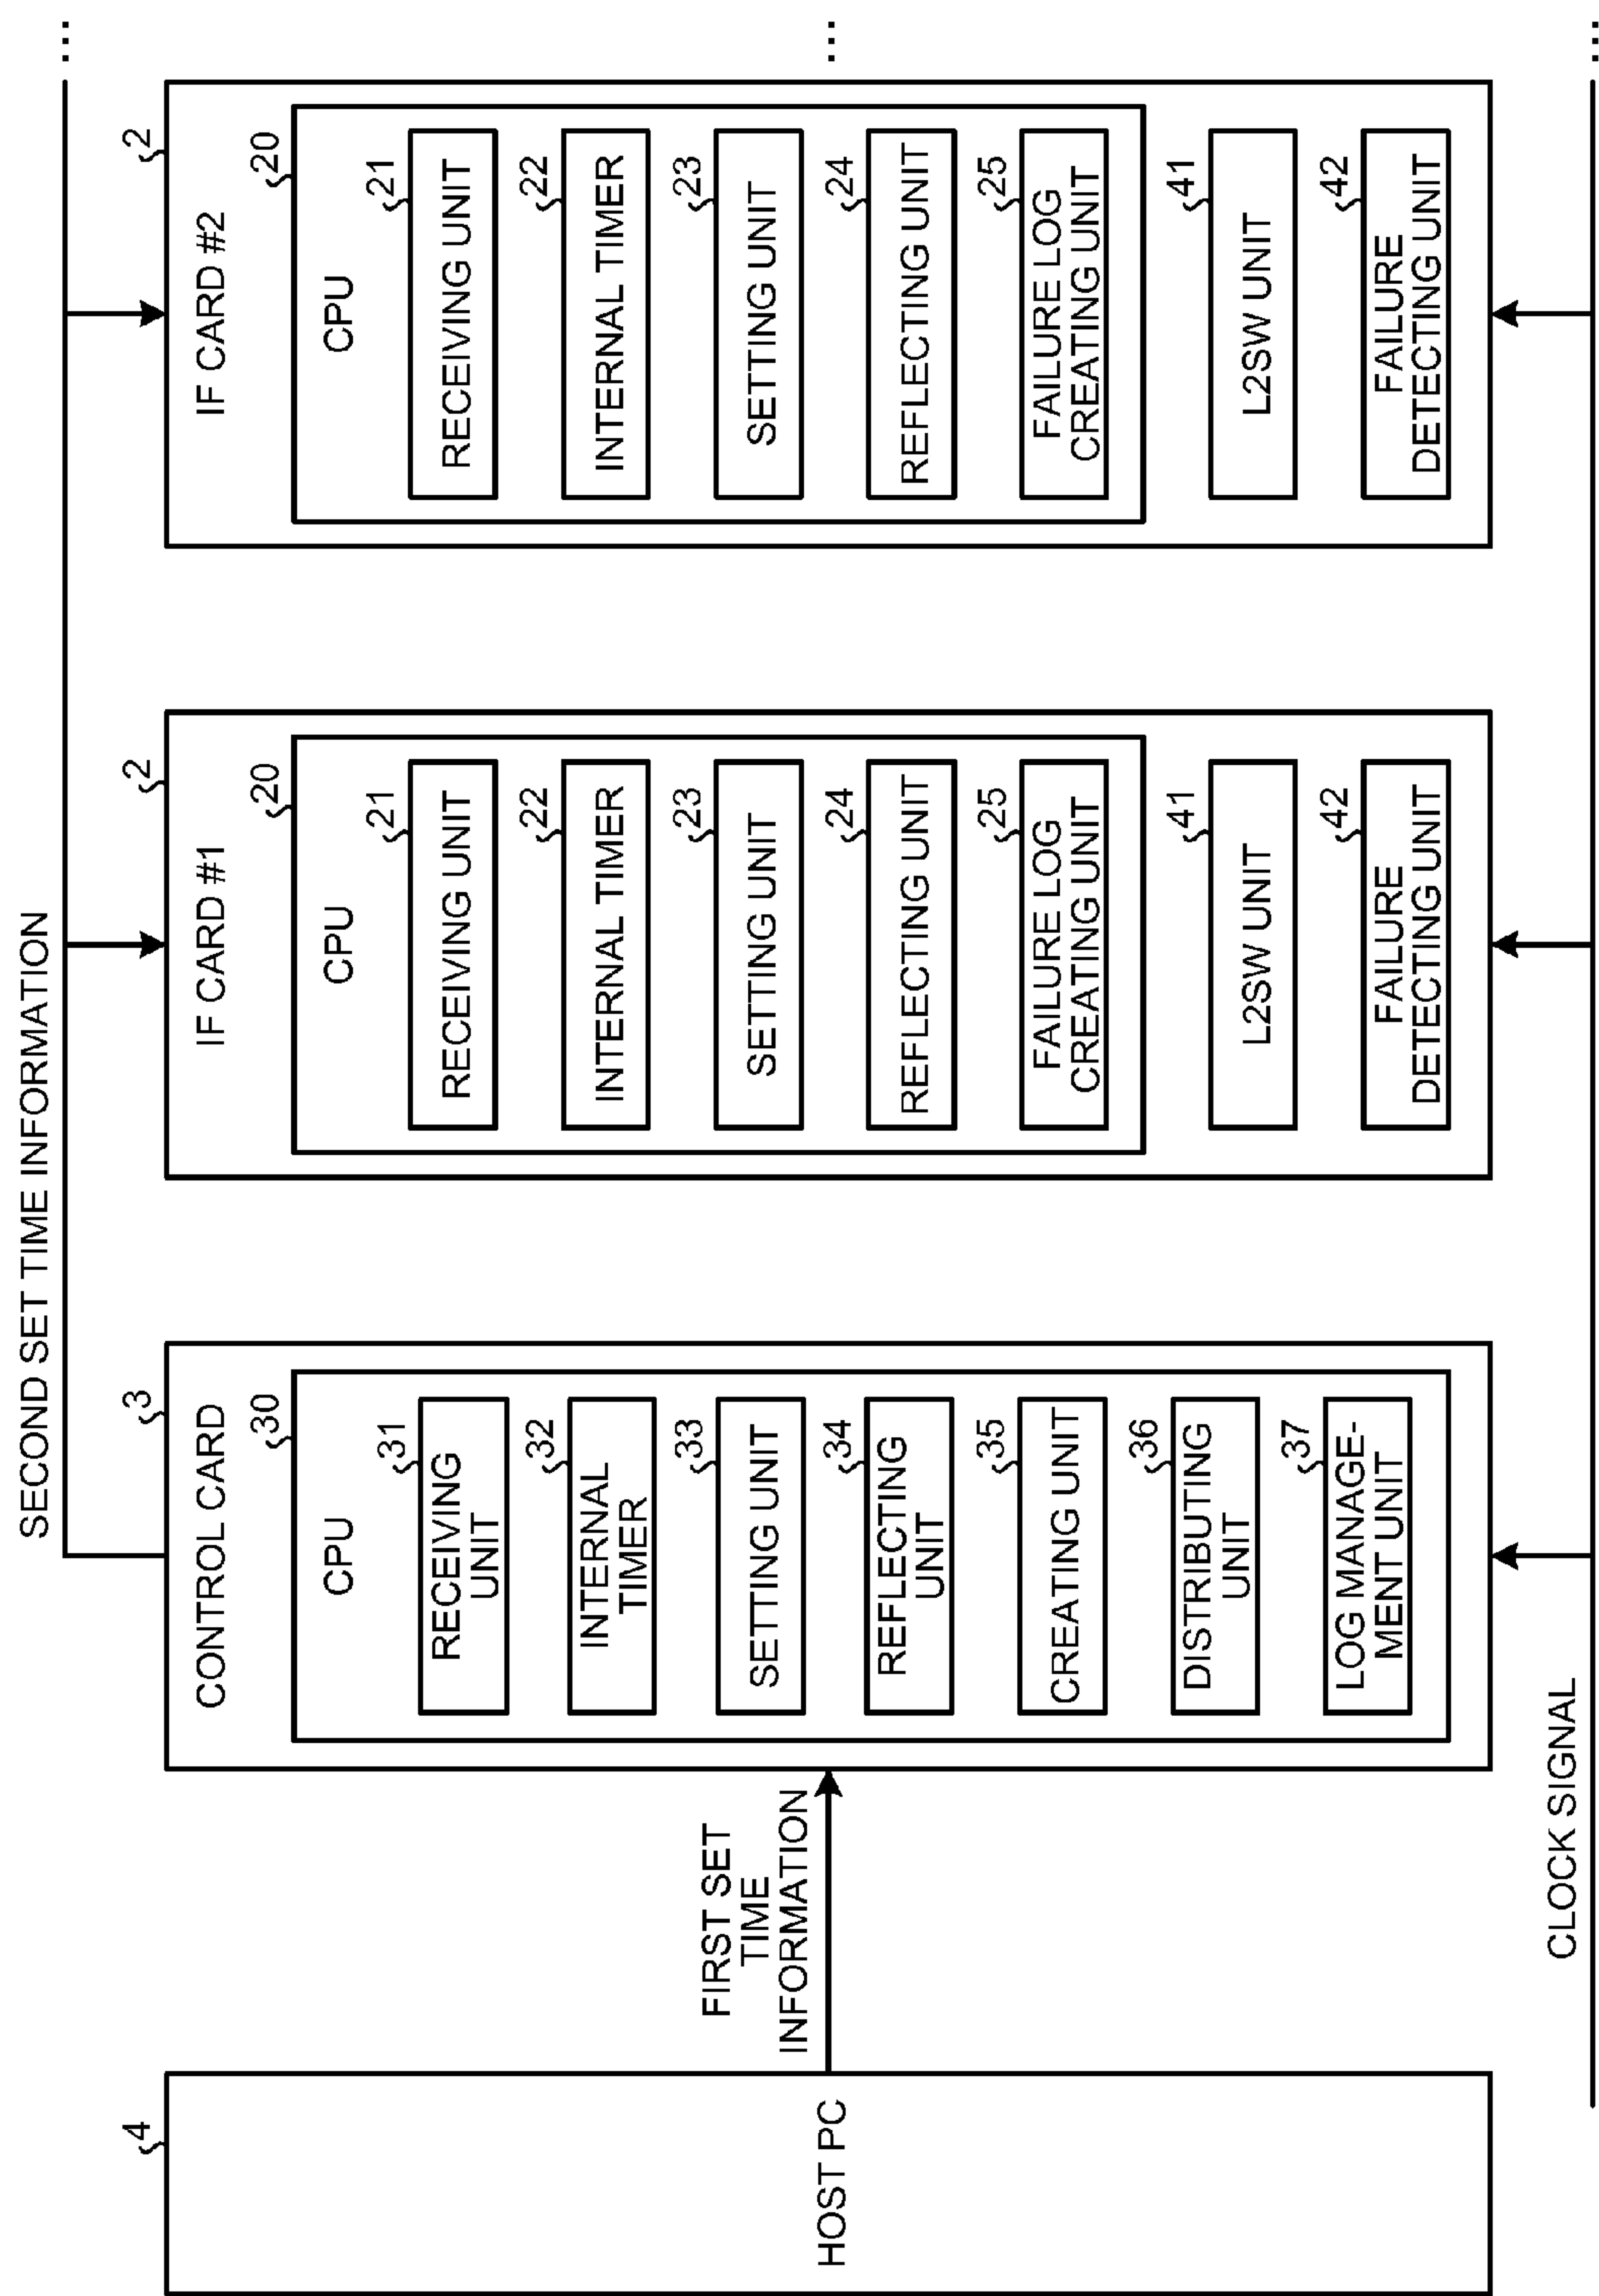 4
HOST PC
FIRST SET
TIME
INFORMATION
SECOND SET TIME INFORMATION
CLOCK SIGNAL
3
CONTROL CARD
30
CPU
31
RECEIVING
UNIT
32
INTERNAL
TIMER
33
SETTING UNIT
34
REFLECTING
UNIT
35
CREATING UNIT
36
DISTRIBUTING
UNIT
37
LOG MANAGE-
MENT UNIT
2
IF CARD #1
20
CPU
21
RECEIVING UNIT
22
INTERNAL TIMER
23
SETTING UNIT
24
REFLECTING UNIT
25
FAILURE LOG
CREATING UNIT
41
L2SW UNIT
42
FAILURE
DETECTING UNIT
2
IF CARD #2
20
CPU
21
RECEIVING UNIT
22
INTERNAL TIMER
23
SETTING UNIT
24
REFLECTING UNIT
25
FAILURE LOG
CREATING UNIT
41
L2SW UNIT
42
FAILURE
DETECTING UNIT
...
...
...